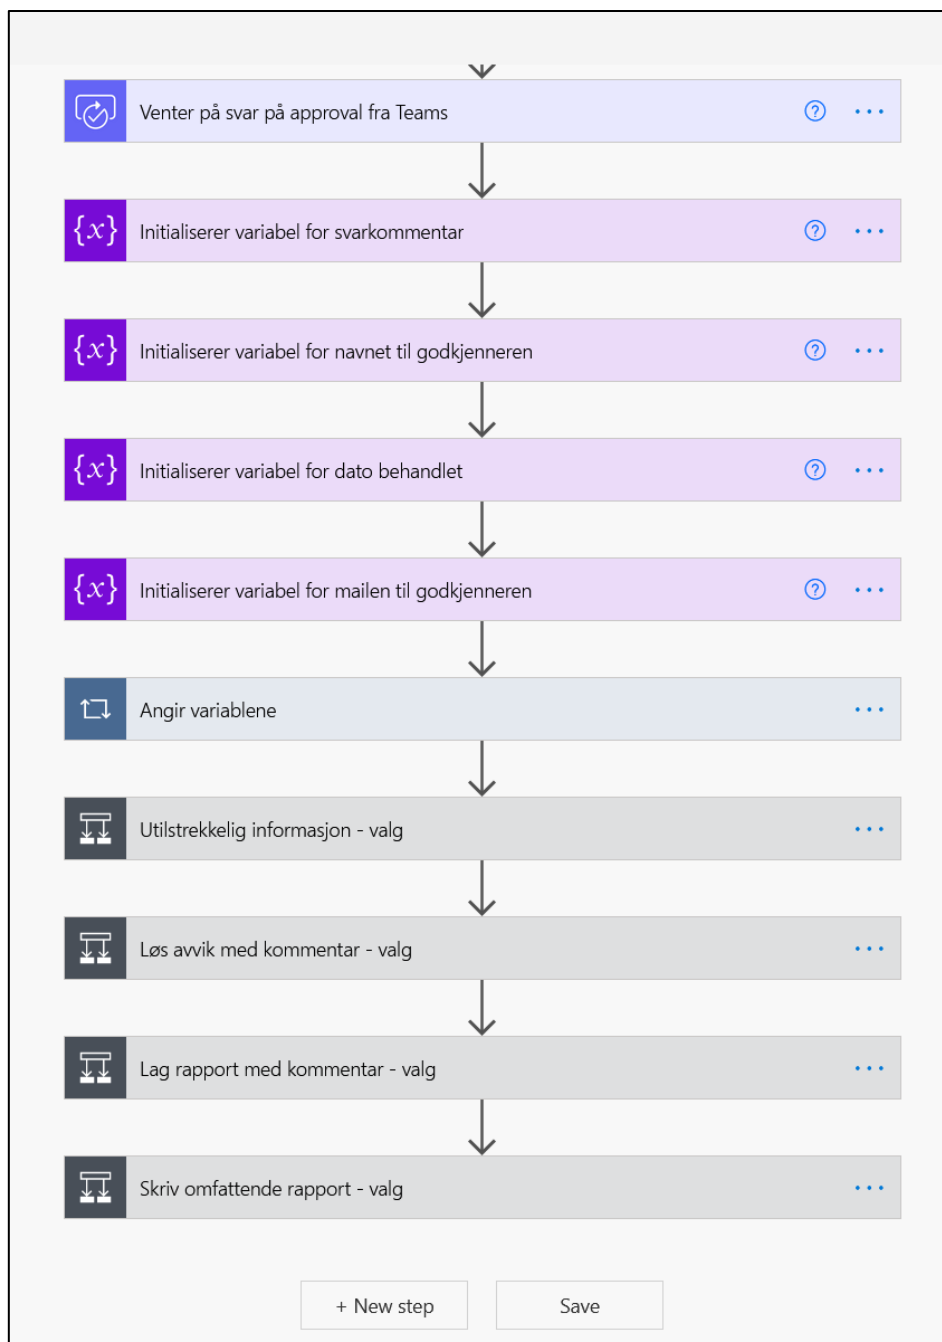 Venter på svar på approval fra Teams
{x} Initialiserer variabel for svarkommentar
{x} Initialiserer variabel for navnet til godkjenneren
{x} Initialiserer variabel for dato behandlet
{x} Initialiserer variabel for mailen til godkjenneren
Angir variablene
Utilstrekkelig informasjon - valg
Løs avvik med kommentar - valg
Lag rapport med kommentar - valg
Skriv omfattende rapport - valg
+ New step Save